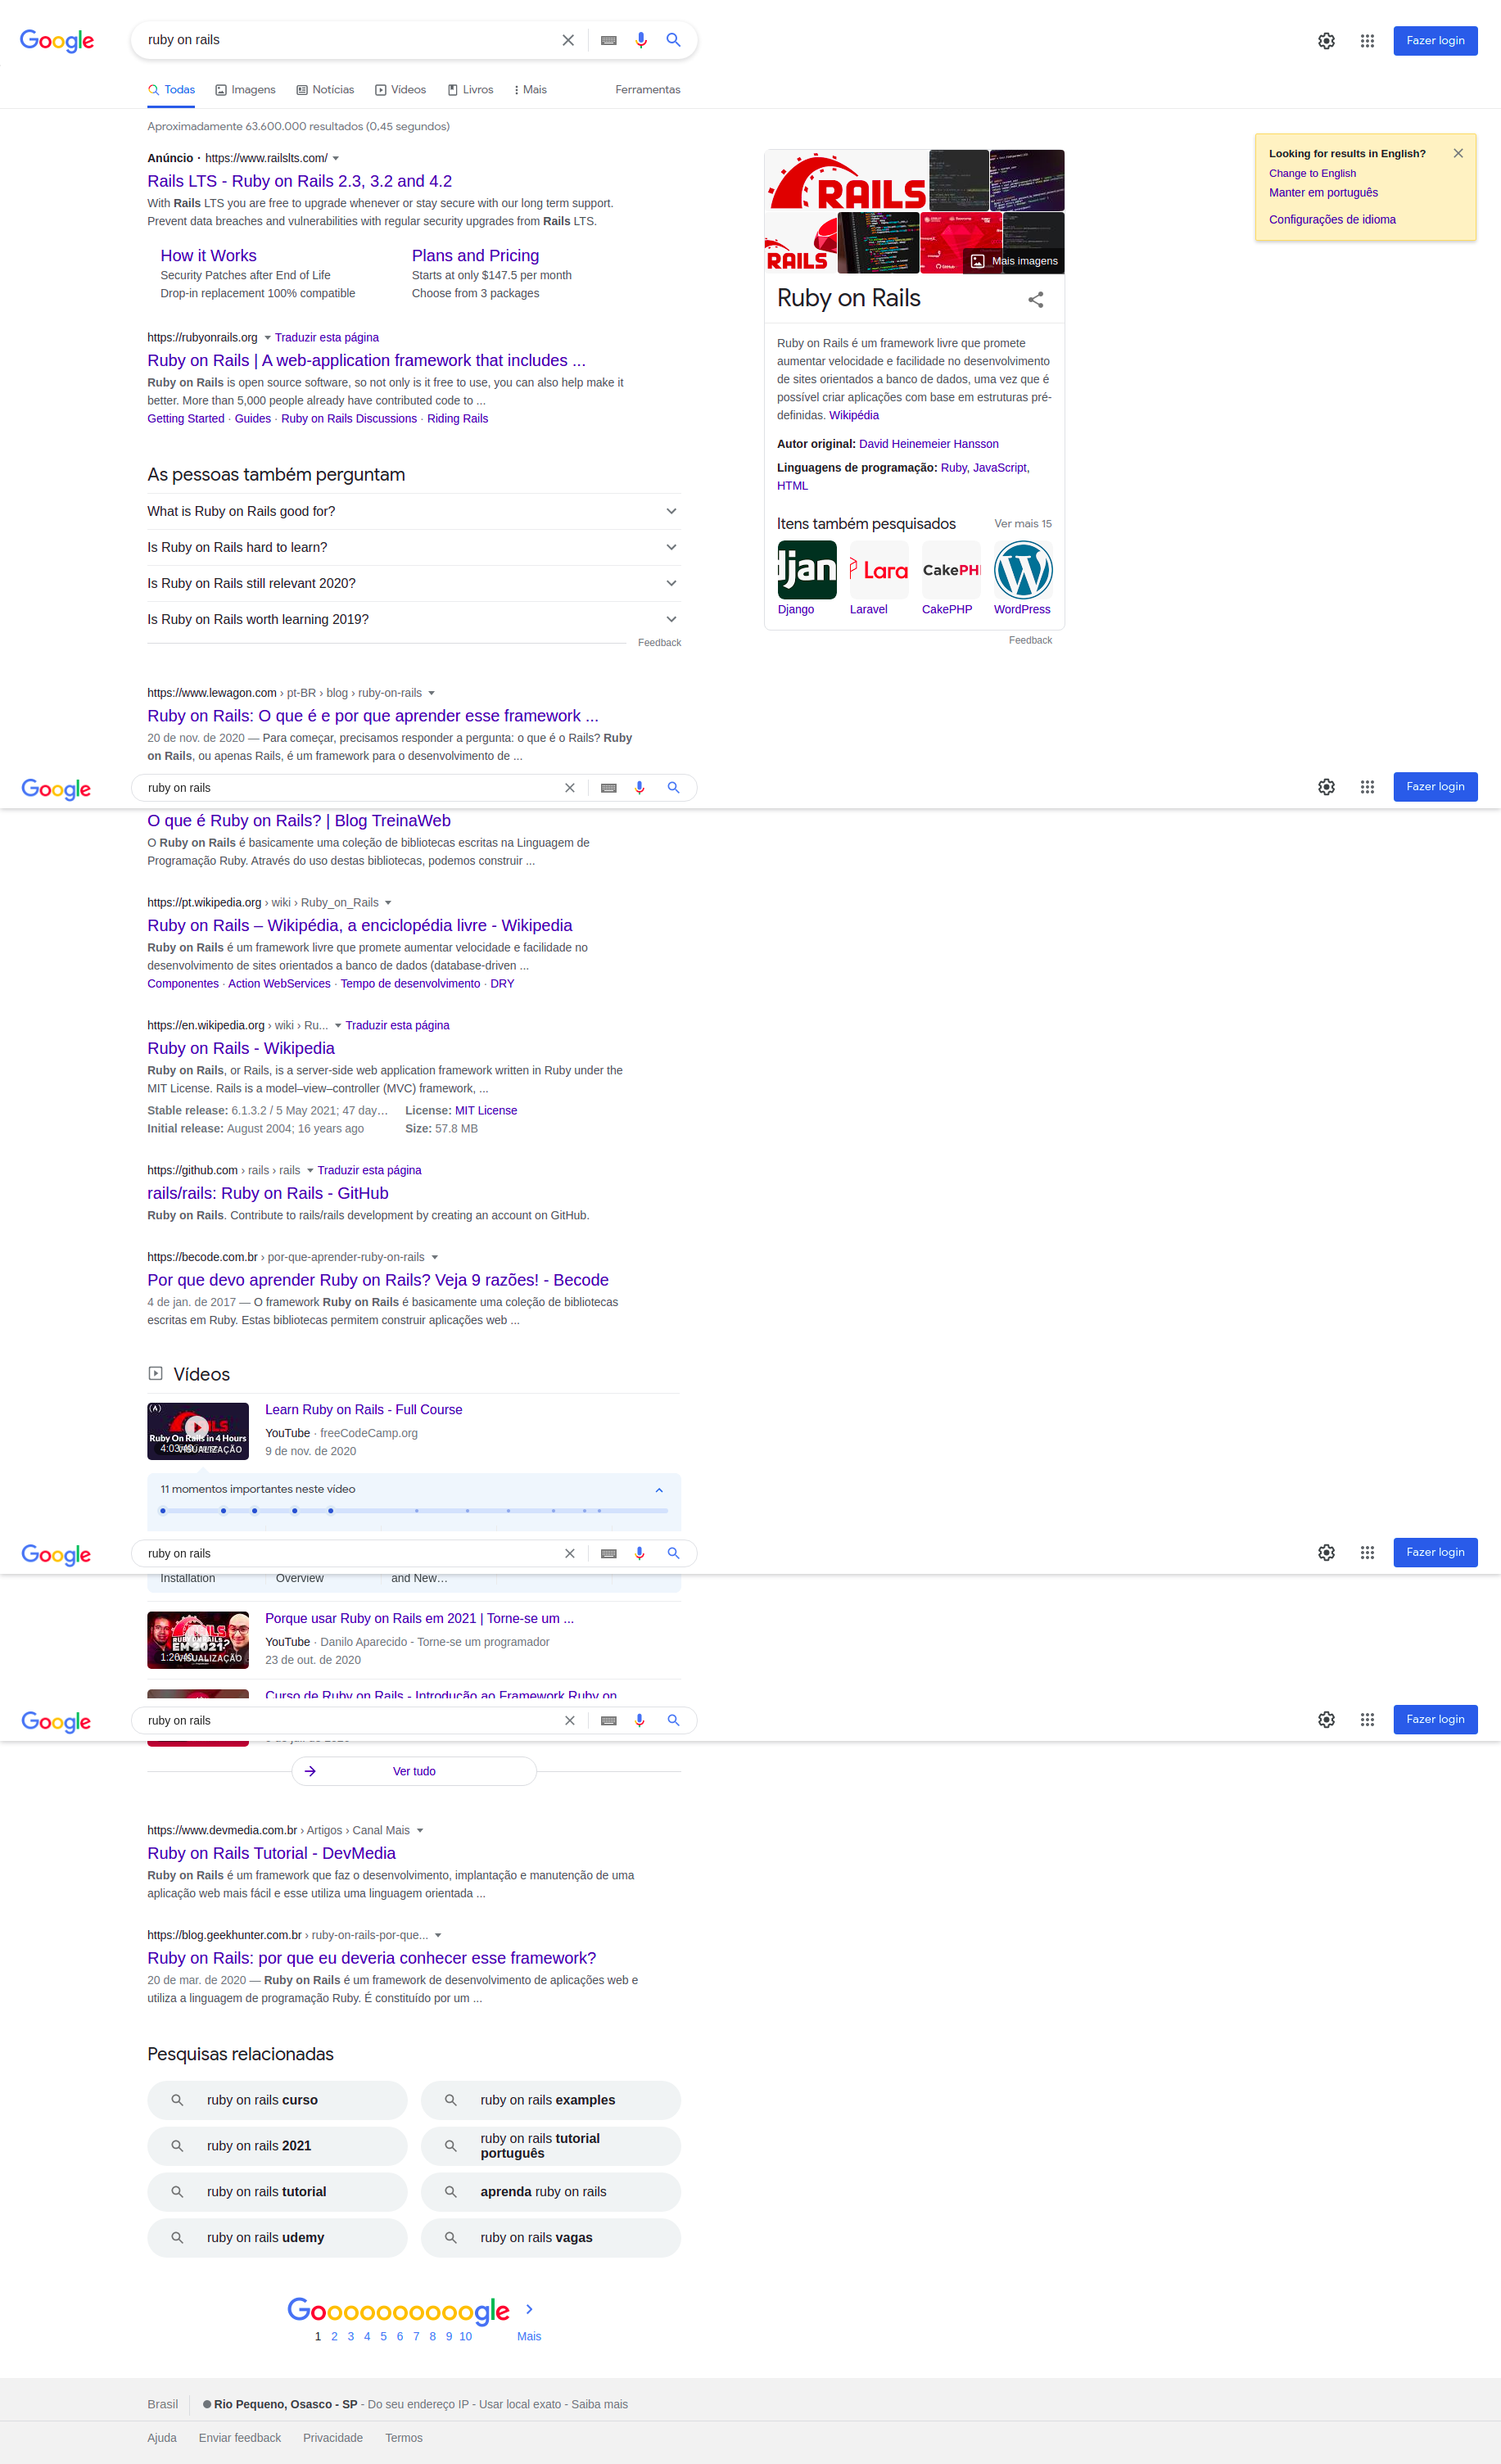 Google
ruby on rails
Fazer login
Todas
Imagens
Notícias
Vídeos
Livros
Mais
Ferramentas
Aproximadamente 63.600.000 resultados (0,45 segundos)
Anúncio · https://www.railslts.com/
Rails LTS - Ruby on Rails 2.3, 3.2 and 4.2
With Rails LTS you are free to upgrade whenever or stay secure with our long term support.
Prevent data breaches and vulnerabilities with regular security upgrades from Rails LTS.
How it Works
Security Patches after End of Life
Drop-in replacement 100% compatible
Plans and Pricing
Starts at only $147.5 per month
Choose from 3 packages
https://rubyonrails.org Traduzir esta página
Ruby on Rails | A web-application framework that includes ...
Ruby on Rails is open source software, so not only is it free to use, you can also help make it
better. More than 5,000 people already have contributed code to ...
Getting Started · Guides · Ruby on Rails Discussions · Riding Rails
As pessoas também perguntam
What is Ruby on Rails good for?
Is Ruby on Rails hard to learn?
Is Ruby on Rails still relevant 2020?
Is Ruby on Rails worth learning 2019?
Feedback
https://www.lewagon.com › pt-BR › blog › ruby-on-rails
Ruby on Rails: O que é e por que aprender esse framework ...
20 de nov. de 2020 — Para começar, precisamos responder a pergunta: o que é o Rails? Ruby
on Rails, ou apenas Rails, é um framework para o desenvolvimento de ...
RAILS
RAILS
Mais imagens
Ruby on Rails
Ruby on Rails é um framework livre que promete
aumentar velocidade e facilidade no desenvolvimento
de sites orientados a banco de dados, uma vez que é
possível criar aplicações com base em estruturas pré-
definidas. Wikipédia
Autor original: David Heinemeier Hansson
Linguagens de programação: Ruby, JavaScript,
HTML
Itens também pesquisados
Ver mais 15
djan
Lara
CakePH
Django
Laravel
CakePHP
WordPress
Feedback
Looking for results in English?
Change to English
Manter em português
Configurações de idioma
Google
ruby on rails
Fazer login
O que é Ruby on Rails? | Blog TreinaWeb
O Ruby on Rails é basicamente uma coleção de bibliotecas escritas na Linguagem de
Programação Ruby. Através do uso destas bibliotecas, podemos construir ...
https://pt.wikipedia.org › wiki › Ruby_on_Rails
Ruby on Rails – Wikipédia, a enciclopédia livre - Wikipedia
Ruby on Rails é um framework livre que promete aumentar velocidade e facilidade no
desenvolvimento de sites orientados a banco de dados (database-driven ...
Componentes · Action WebServices · Tempo de desenvolvimento · DRY
https://en.wikipedia.org › wiki › Ru... Traduzir esta página
Ruby on Rails - Wikipedia
Ruby on Rails, or Rails, is a server-side web application framework written in Ruby under the
MIT License. Rails is a model–view–controller (MVC) framework, ...
Stable release: 6.1.3.2 / 5 May 2021; 47 day… License: MIT License
Initial release: August 2004; 16 years ago Size: 57.8 MB
https://github.com › rails › rails Traduzir esta página
rails/rails: Ruby on Rails - GitHub
Ruby on Rails. Contribute to rails/rails development by creating an account on GitHub.
https://becode.com.br › por-que-aprender-ruby-on-rails
Por que devo aprender Ruby on Rails? Veja 9 razões! - Becode
4 de jan. de 2017 — O framework Ruby on Rails é basicamente uma coleção de bibliotecas
escritas em Ruby. Estas bibliotecas permitem construir aplicações web ...
Vídeos
Ruby On Rails in 4 Hours
VISUALIZAÇÃO
Learn Ruby on Rails - Full Course
YouTube · freeCodeCamp.org
9 de nov. de 2020
11 momentos importantes neste vídeo
Google
ruby on rails
Fazer login
Installation
Overview
and New…
RAILS
EM 2021?
VISUALIZAÇÃO
Porque usar Ruby on Rails em 2021 | Torne-se um ...
YouTube · Danilo Aparecido - Torne-se um programador
23 de out. de 2020
Curso de Ruby on Rails - Introdução ao Framework Ruby on
Google
ruby on rails
Fazer login
Ver tudo
https://www.devmedia.com.br › Artigos › Canal Mais
Ruby on Rails Tutorial - DevMedia
Ruby on Rails é um framework que faz o desenvolvimento, implantação e manutenção de uma
aplicação web mais fácil e esse utiliza uma linguagem orientada ...
https://blog.geekhunter.com.br › ruby-on-rails-por-que...
Ruby on Rails: por que eu deveria conhecer esse framework?
20 de mar. de 2020 — Ruby on Rails é um framework de desenvolvimento de aplicações web e
utiliza a linguagem de programação Ruby. É constituído por um ...
Pesquisas relacionadas
ruby on rails curso
ruby on rails examples
ruby on rails 2021
ruby on rails tutorial
português
ruby on rails tutorial
aprenda ruby on rails
ruby on rails udemy
ruby on rails vagas
Goooooooooogle
1 2 3 4 5 6 7 8 9 10 Mais
Brasil
Rio Pequeno, Osasco - SP - Do seu endereço IP - Usar local exato - Saiba mais
Ajuda
Enviar feedback
Privacidade
Termos